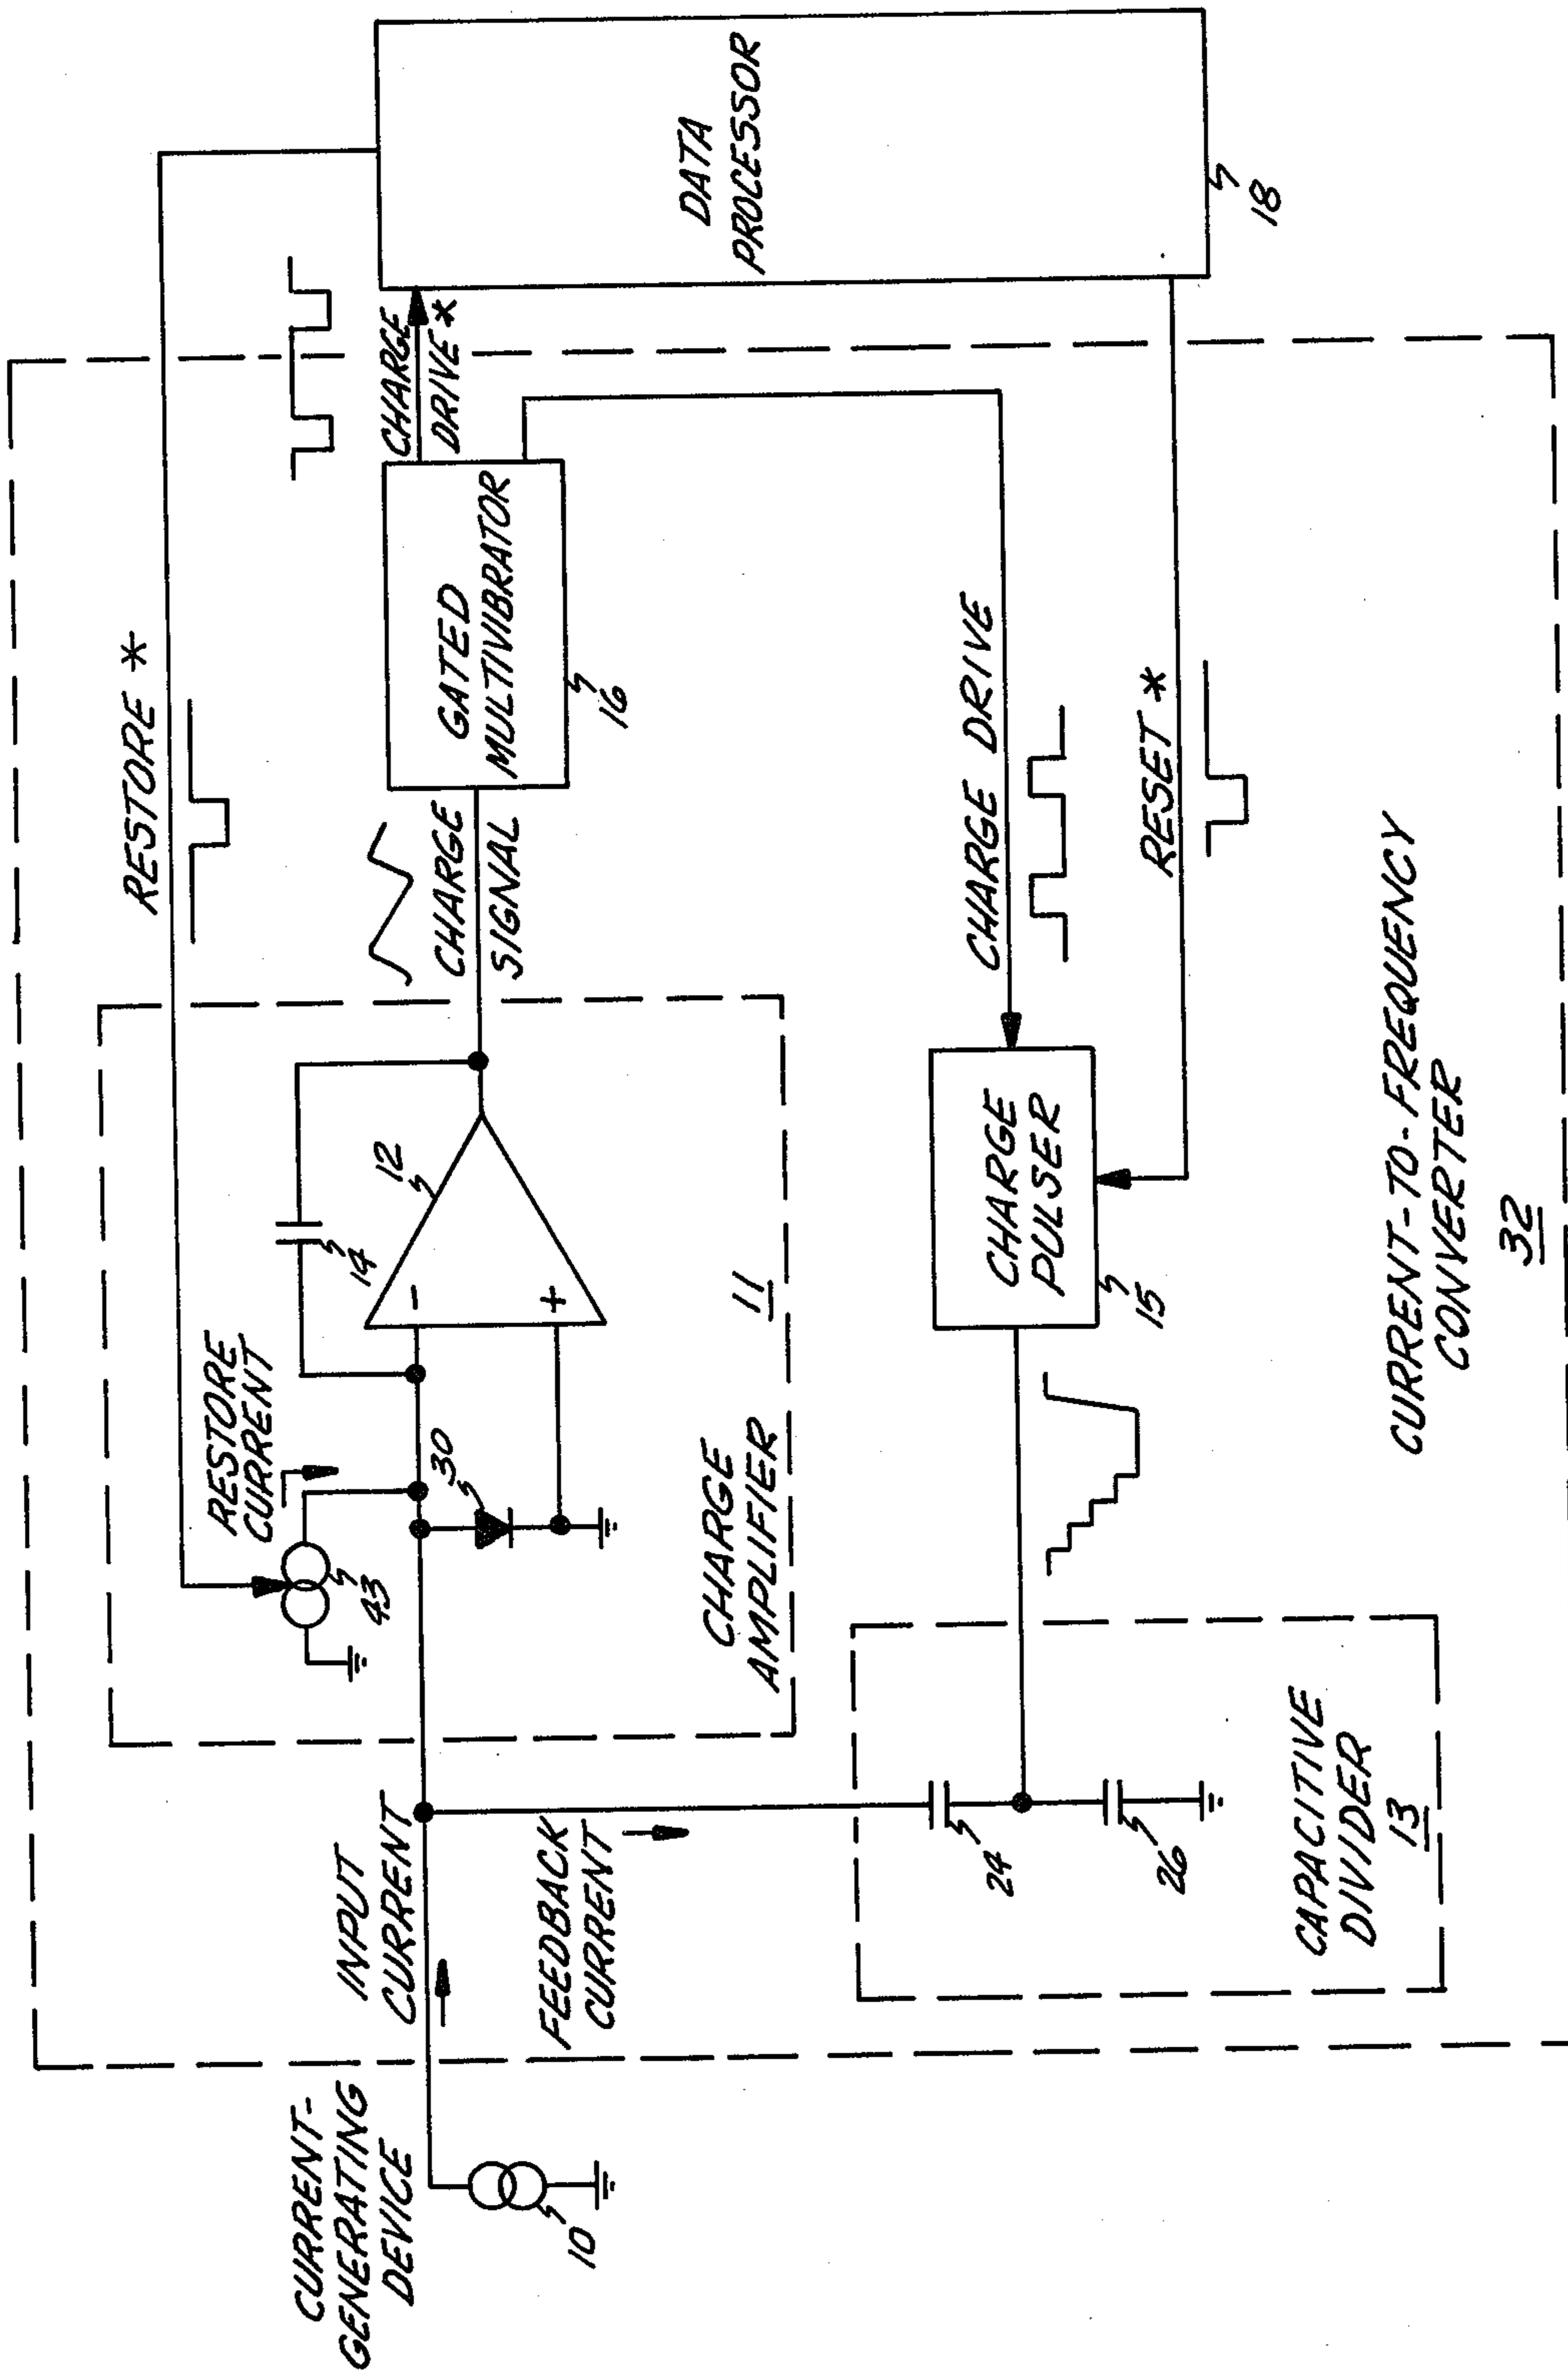 RESTORE *
RESTORE
CURRENT
43
30
14
12
CHARGE
AMPLIFIER
11
CHARGE
SIGNAL
GATED
MULTIVIBRATOR
16
CHARGE
DRIVE *
DATA
PROCESSOR
18
CURRENT-
GENERATING
DEVICE
10
INPUT
CURRENT
FEEDBACK
CURRENT
24
26
CAPACITIVE
DIVIDER
13
CHARGE
PULSER
15
CHARGE DRIVE
RESET *
CURRENT-TO-FREQUENCY
CONVERTER
32
-
+